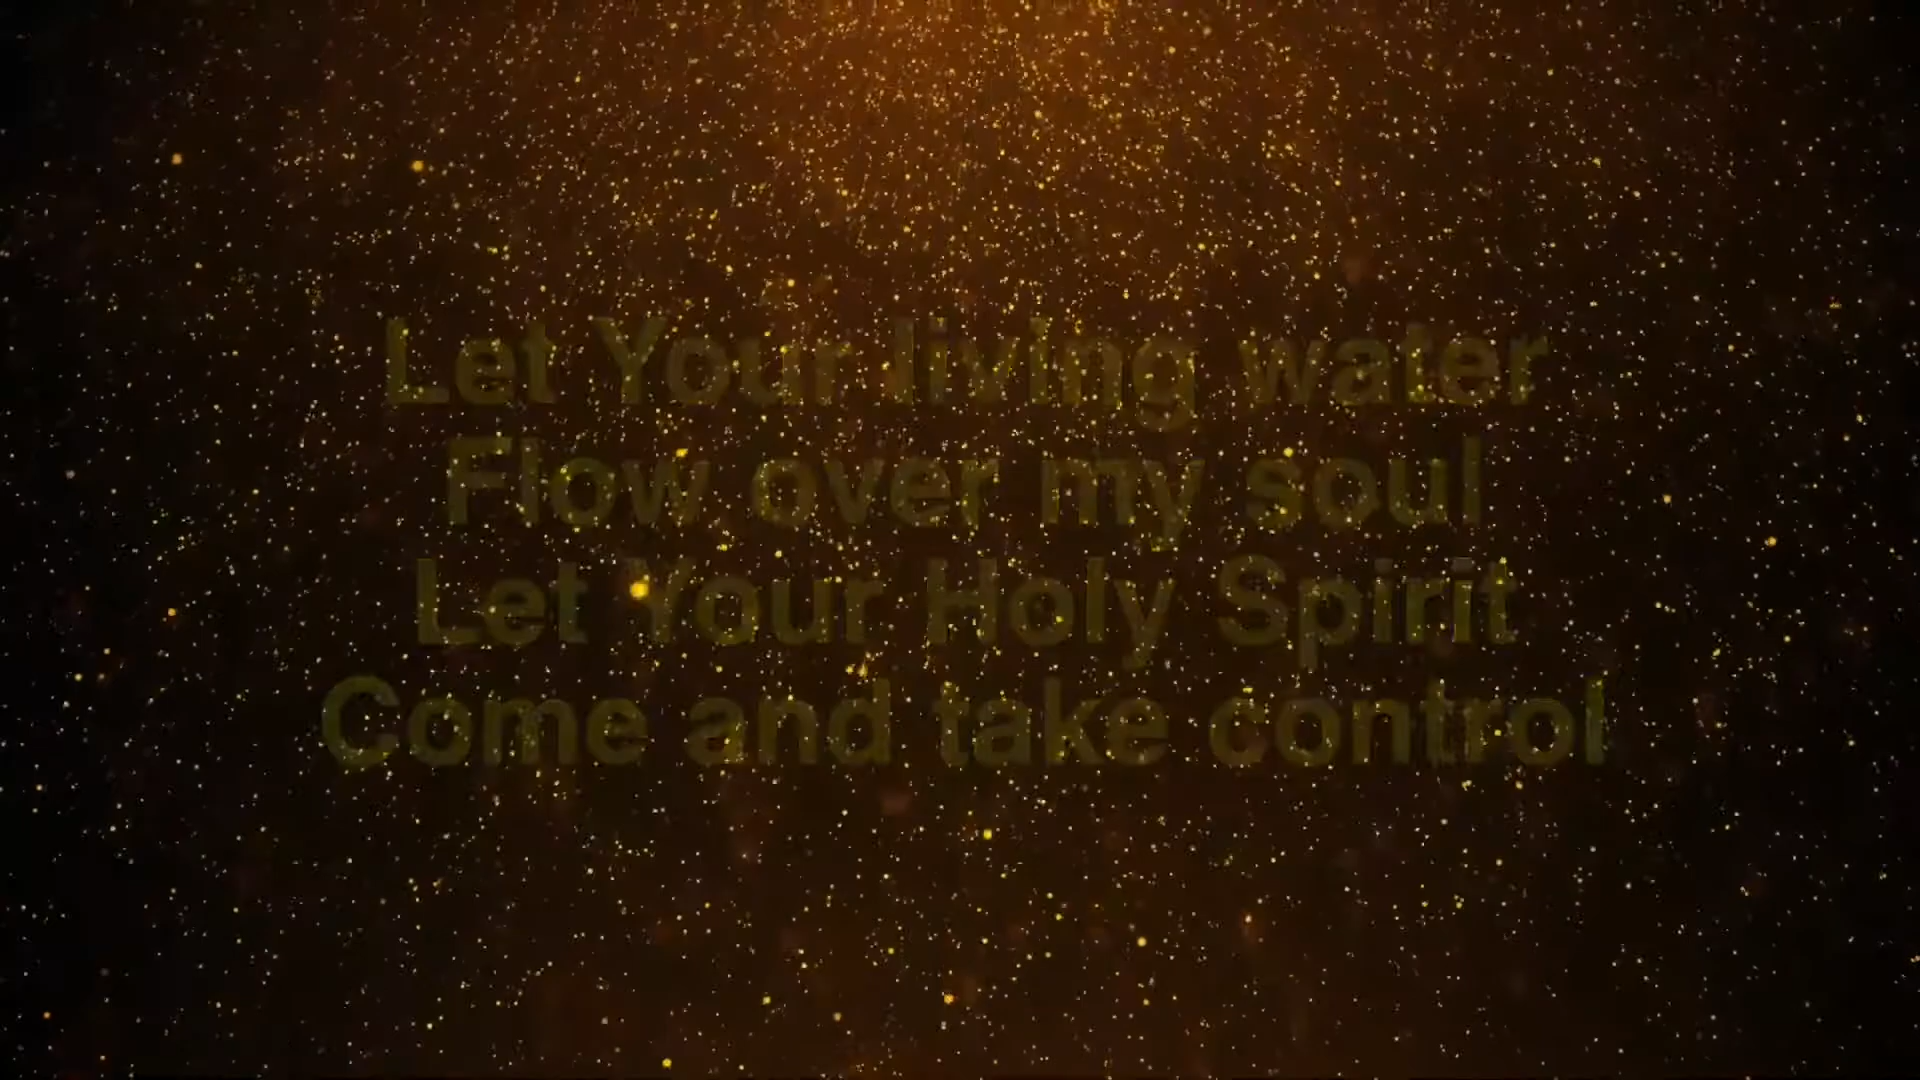 Let Your living water
Flow over my soul
Let Your Holy Spirit
Come and take control